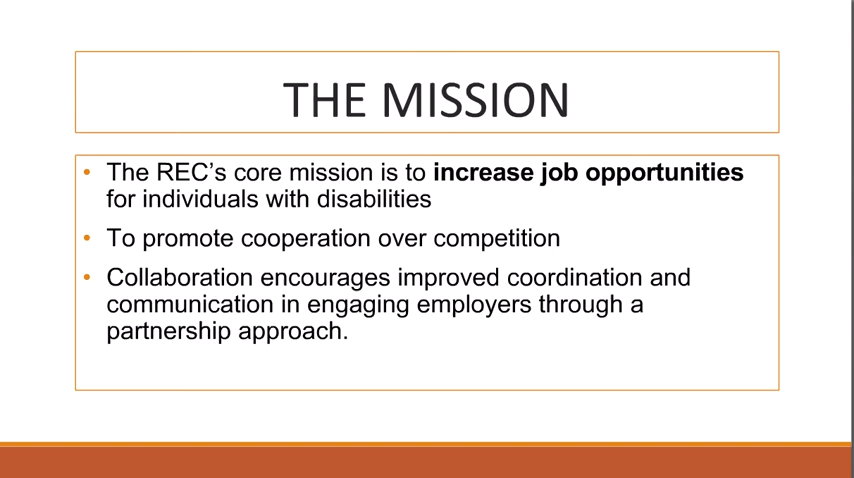 THE MISSION
• The REC’s core mission is to increase job opportunities
for individuals with disabilities
• To promote cooperation over competition
• Collaboration encourages improved coordination and
communication in engaging employers through a
partnership approach.